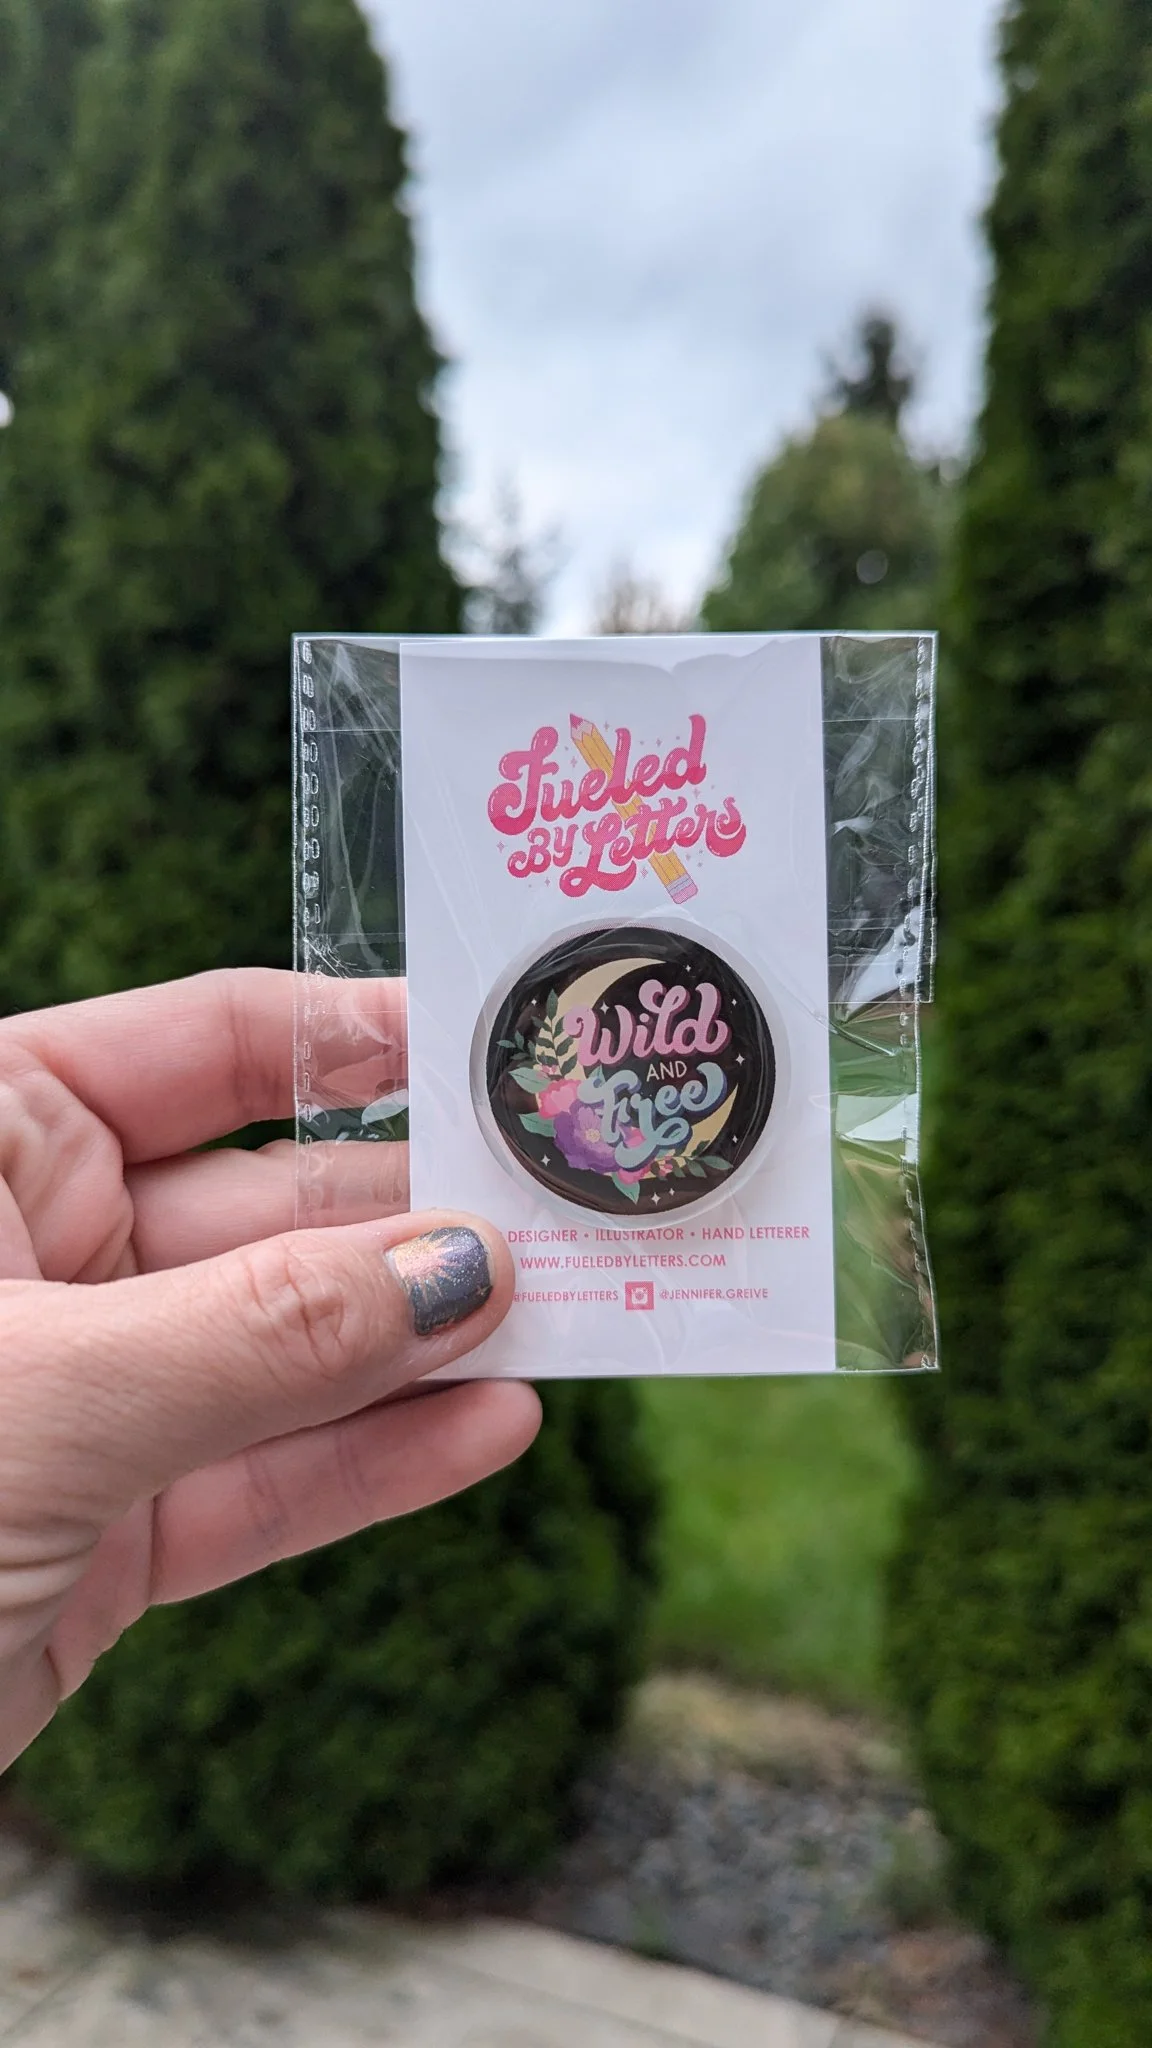 Fueled
BY Letters
Wild
AND
Free
DESIGNER • ILLUSTRATOR • HAND LETTERER
WWW.FUELEDBYLETTERS.COM
@FUELEDBYLETTERS @JENNIFER.GREIVE